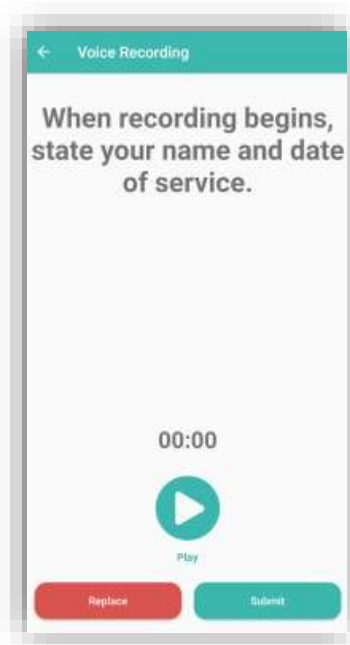 Voice Recording
When recording begins,
state your name and date
of service.
00:00
Play
Replace
Submit